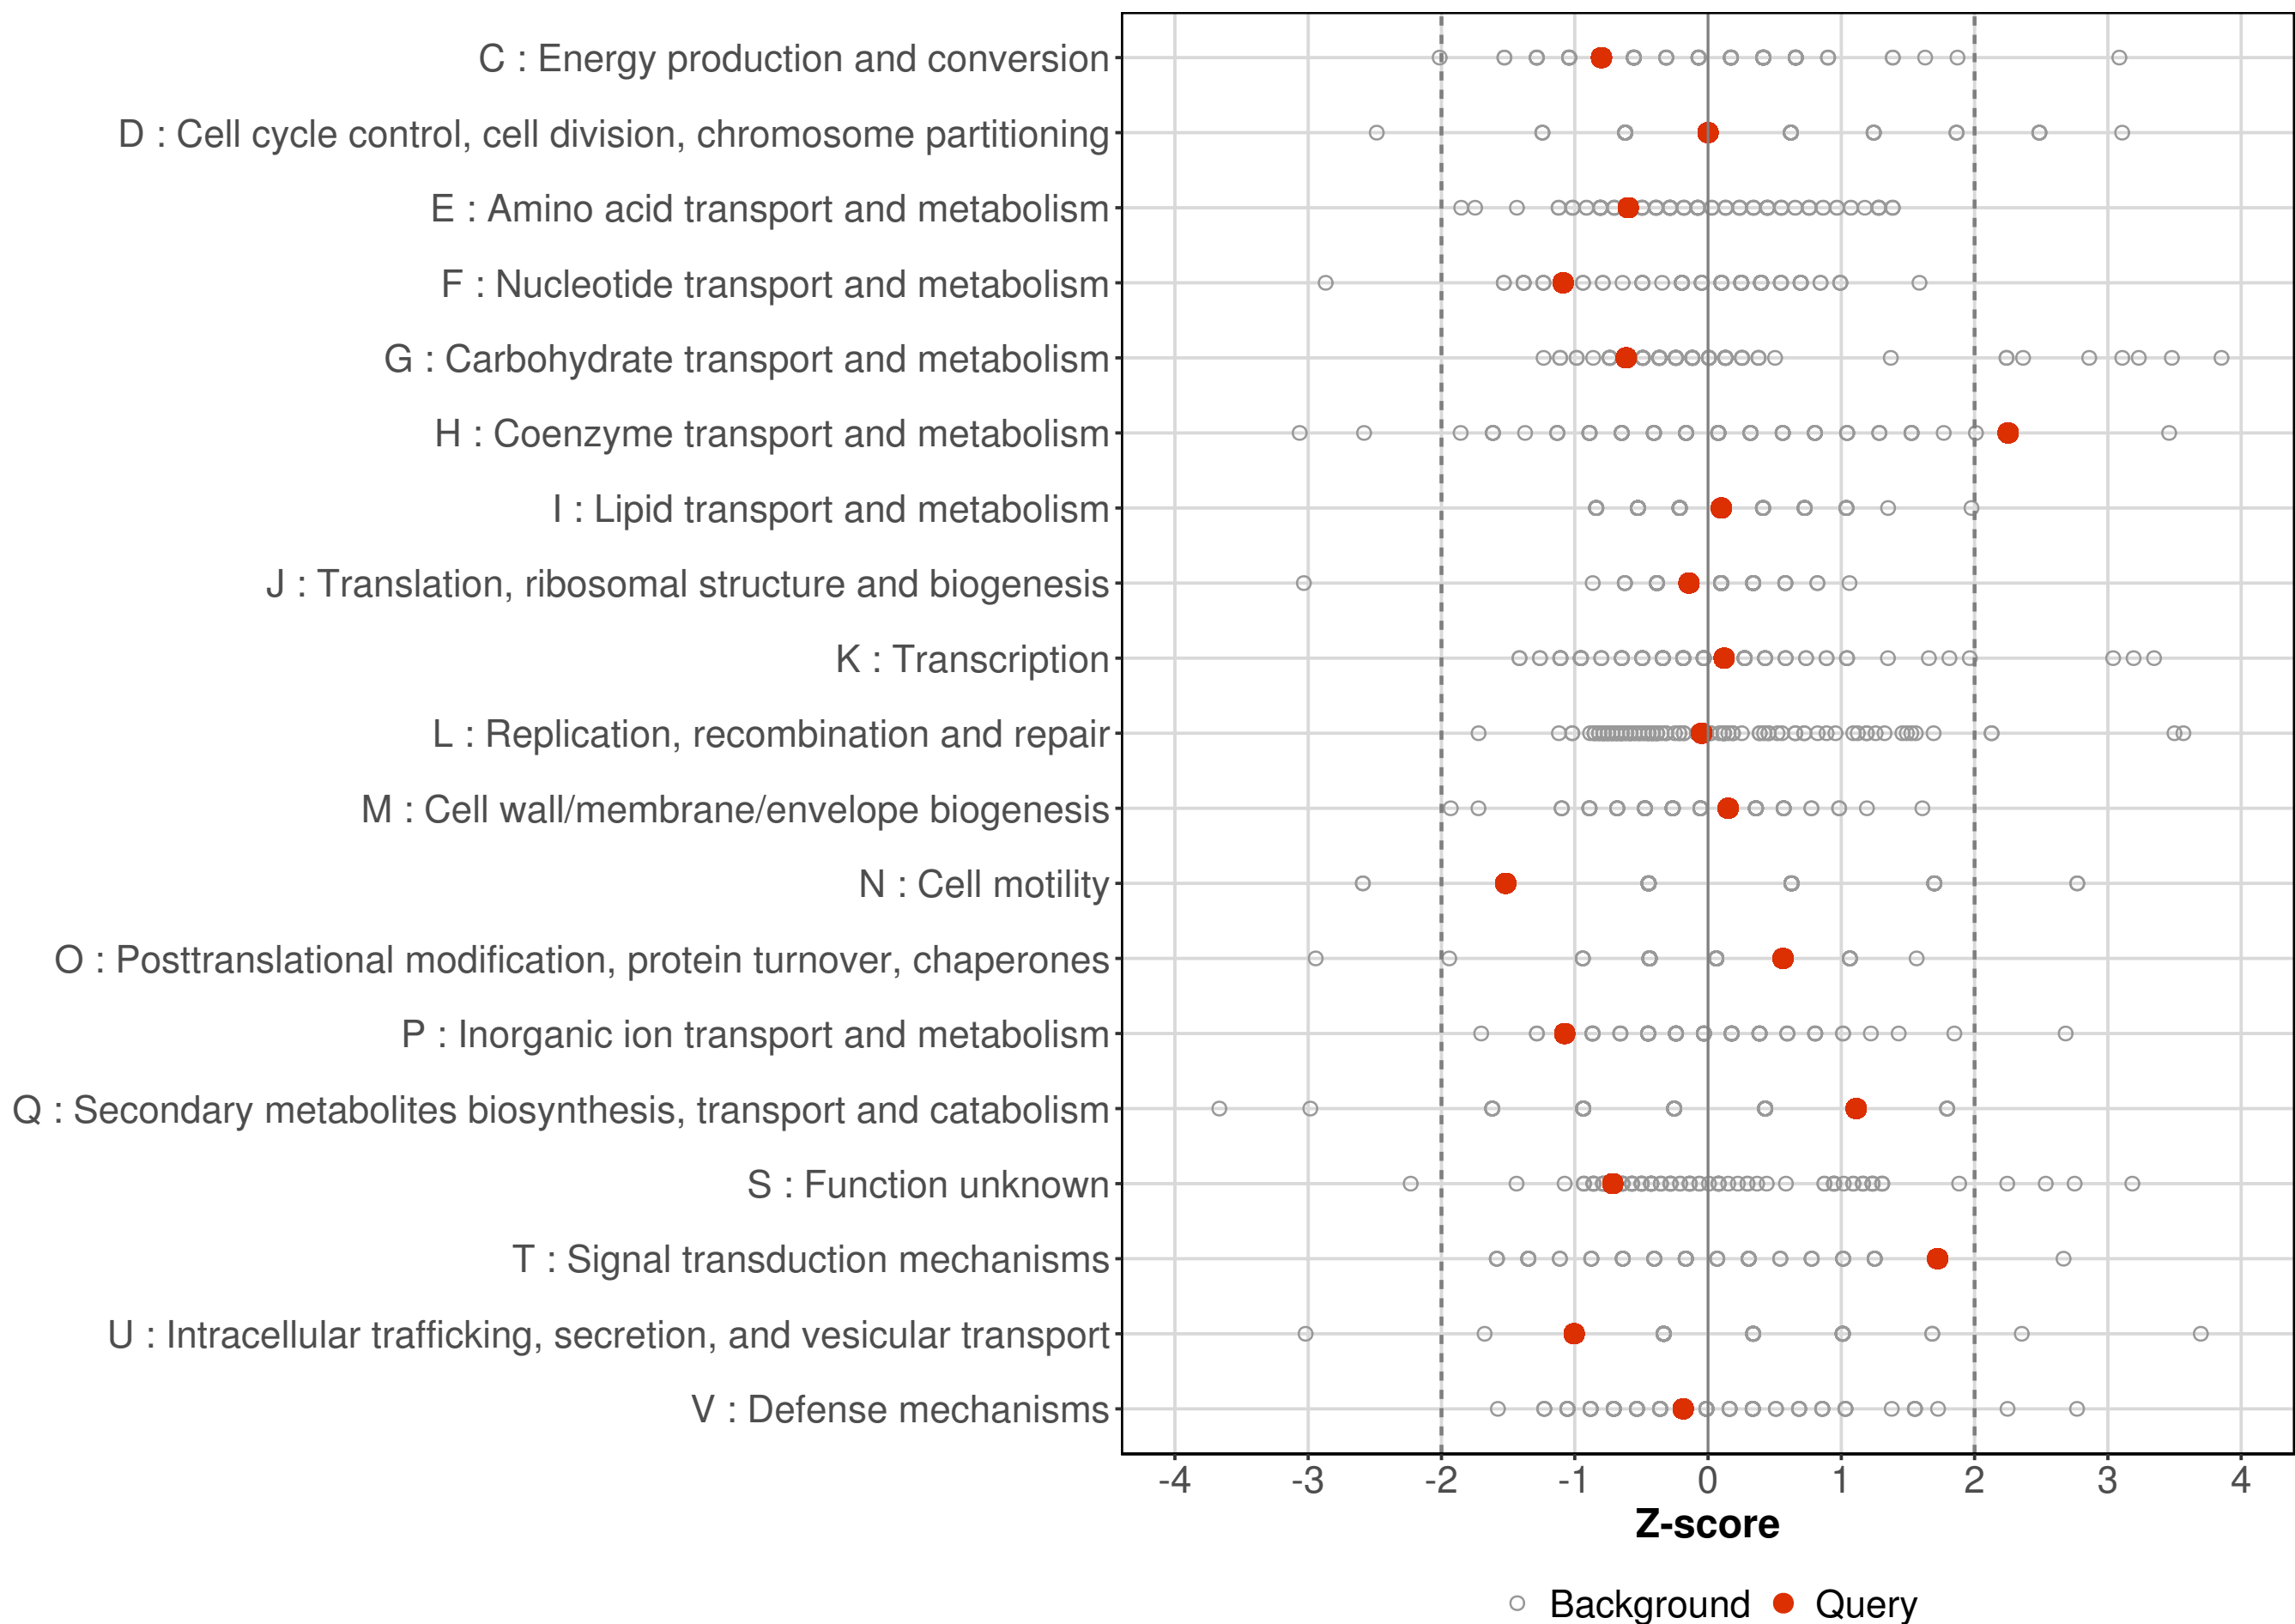 C : Energy production and conversion
D : Cell cycle control, cell division, chromosome partitioning
E : Amino acid transport and metabolism
F : Nucleotide transport and metabolism
G : Carbohydrate transport and metabolism
H : Coenzyme transport and metabolism
I : Lipid transport and metabolism
J : Translation, ribosomal structure and biogenesis
K : Transcription
L : Replication, recombination and repair
M : Cell wall/membrane/envelope biogenesis
N : Cell motility
O : Posttranslational modification, protein turnover, chaperones
P : Inorganic ion transport and metabolism
Q : Secondary metabolites biosynthesis, transport and catabolism
S : Function unknown
T : Signal transduction mechanisms
U : Intracellular trafficking, secretion, and vesicular transport
V : Defense mechanisms
-4 -3 -2 -1 0 1 2 3 4
Z-score
Background Query